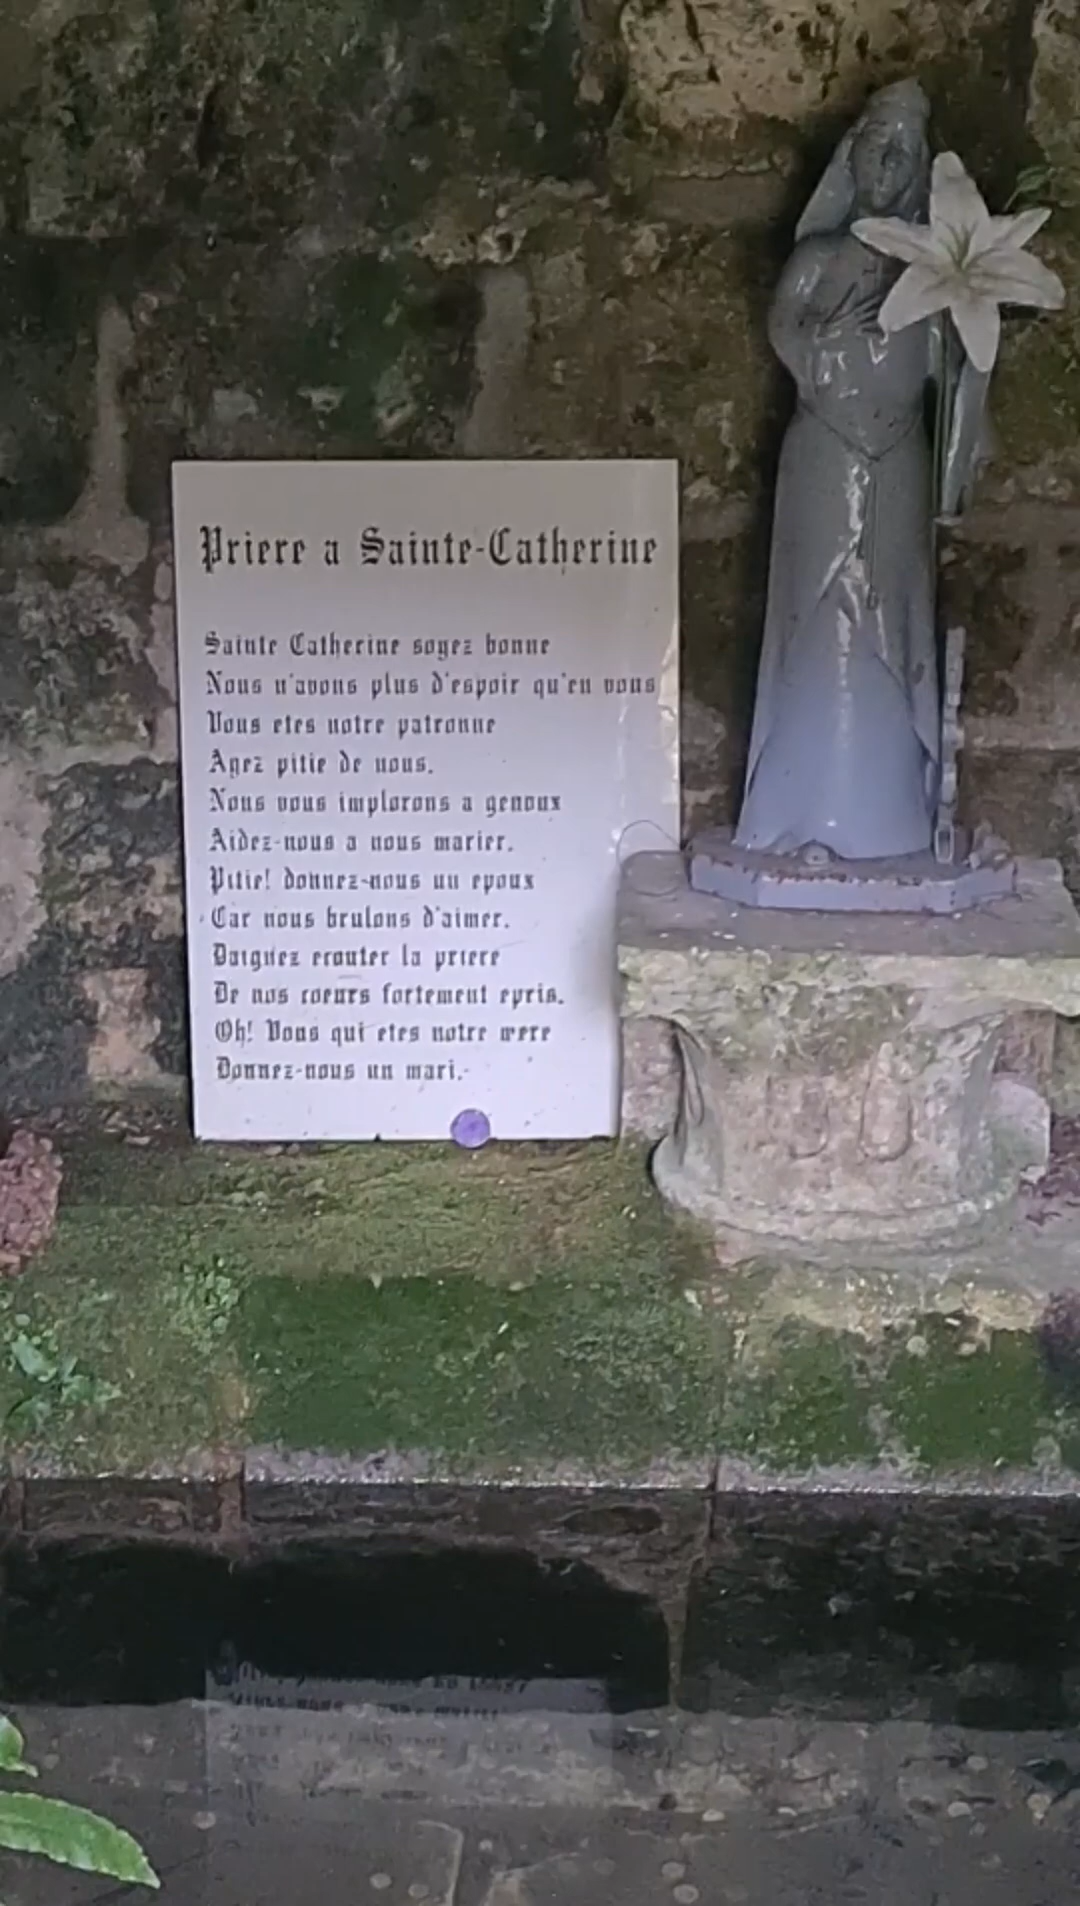 Priere a Sainte-Catherine
Sainte Catherine soyez bonne
Nous n'avons plus d'espoir qu'en vous
Vous etes notre patronne
Ayez pitie de nous.
Nous vous implorons a genoux
Aidez-nous a nous marier.
Pitie! donnez-nous un epoux
Car nous brulons d'aimer.
Daignez ecouter la priere
De nos coeurs fortement epris.
Oh! Vous qui etes notre mere
Donnez-nous un mari.-